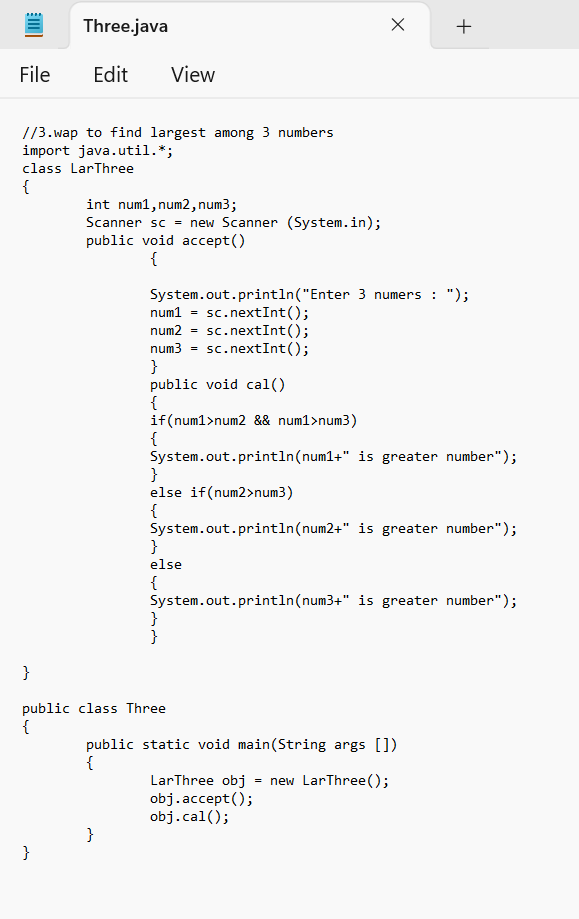 Three.java
File Edit View
//3.wap to find largest among 3 numbers
import java.util.*;
class LarThree
{
int num1,num2,num3;
Scanner sc = new Scanner (System.in);
public void accept()
{
System.out.println("Enter 3 numers : ");
num1 = sc.nextInt();
num2 = sc.nextInt();
num3 = sc.nextInt();
}
public void cal()
{
if(num1>num2 && num1>num3)
{
System.out.println(num1+" is greater number");
}
else if(num2>num3)
{
System.out.println(num2+" is greater number");
}
else
{
System.out.println(num3+" is greater number");
}
}
}
public class Three
{
public static void main(String args [])
{
LarThree obj = new LarThree();
obj.accept();
obj.cal();
}
}